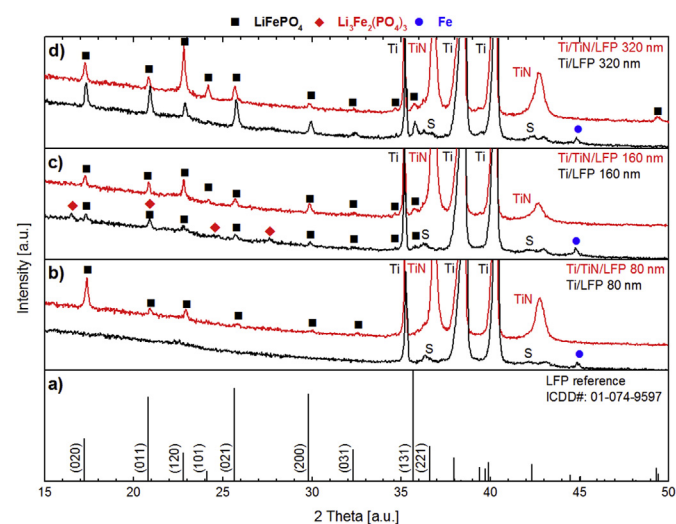 ■ LiFePO₄ ◆ Li₃Fe₂(PO₄)₃ ● Fe
d)
Ti
Ti
Ti
TiN
Ti/TiN/LFP 320 nm
Ti/LFP 320 nm
S
S
c)
Ti
TiN
Ti
Ti
Ti/TiN/LFP 160 nm
Ti/LFP 160 nm
TiN
S
S
b)
Ti
TiN
Ti
Ti
Ti/TiN/LFP 80 nm
Ti/LFP 80 nm
TiN
S
S
a)
LFP reference
ICDD#: 01-074-9597
(020)
(011)
(120)
(101)
(021)
(200)
(031)
(131)
(221)
15 20 25 30 35 40 45 50
2 Theta [a.u.]
Intensity [a.u.]